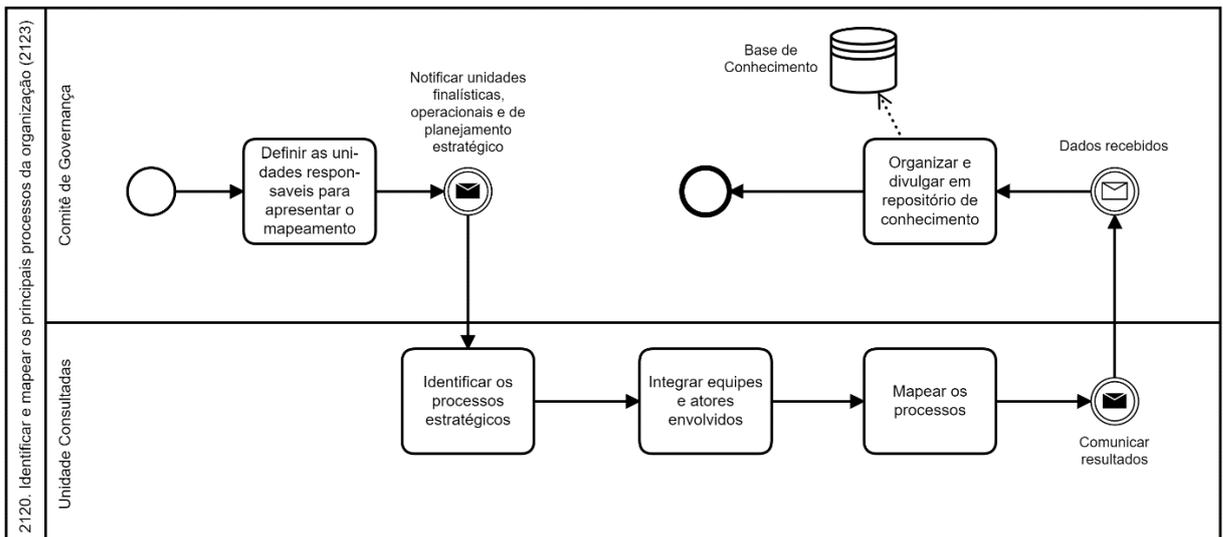 2120. Identificar e mapear os principais processos da organização (2123)
Comitê de Governança
Definir as uni-
dades respon-
saveis para
apresentar o
mapeamento
Notificar unidades
finalísticas,
operacionais e de
planejamento
estratégico
Base de
Conhecimento
Organizar e
divulgar em
repositório de
conhecimento
Dados recebidos
Unidade Consultadas
Identificar os
processos
estratégicos
Integrar equipes
e atores
envolvidos
Mapear os
processos
Comunicar
resultados